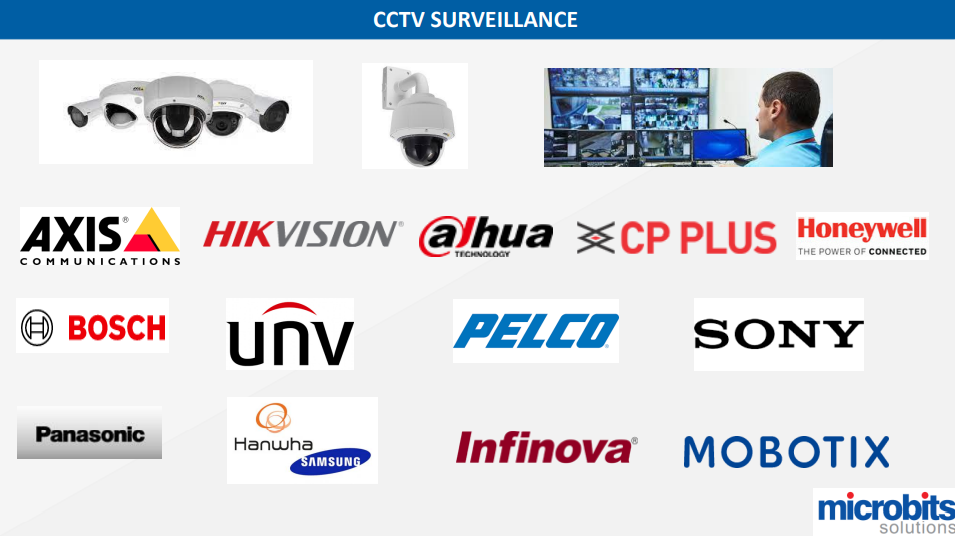 CCTV SURVEILLANCE
AXIS®
COMMUNICATIONS
HIKVISION®
alhua
TECHNOLOGY
CP PLUS
Honeywell
THE POWER OF CONNECTED
BOSCH
unv
PELCO®
SONY
Panasonic
Hanwha
SAMSUNG
Infinova®
MOBOTIX
microbits
solutions